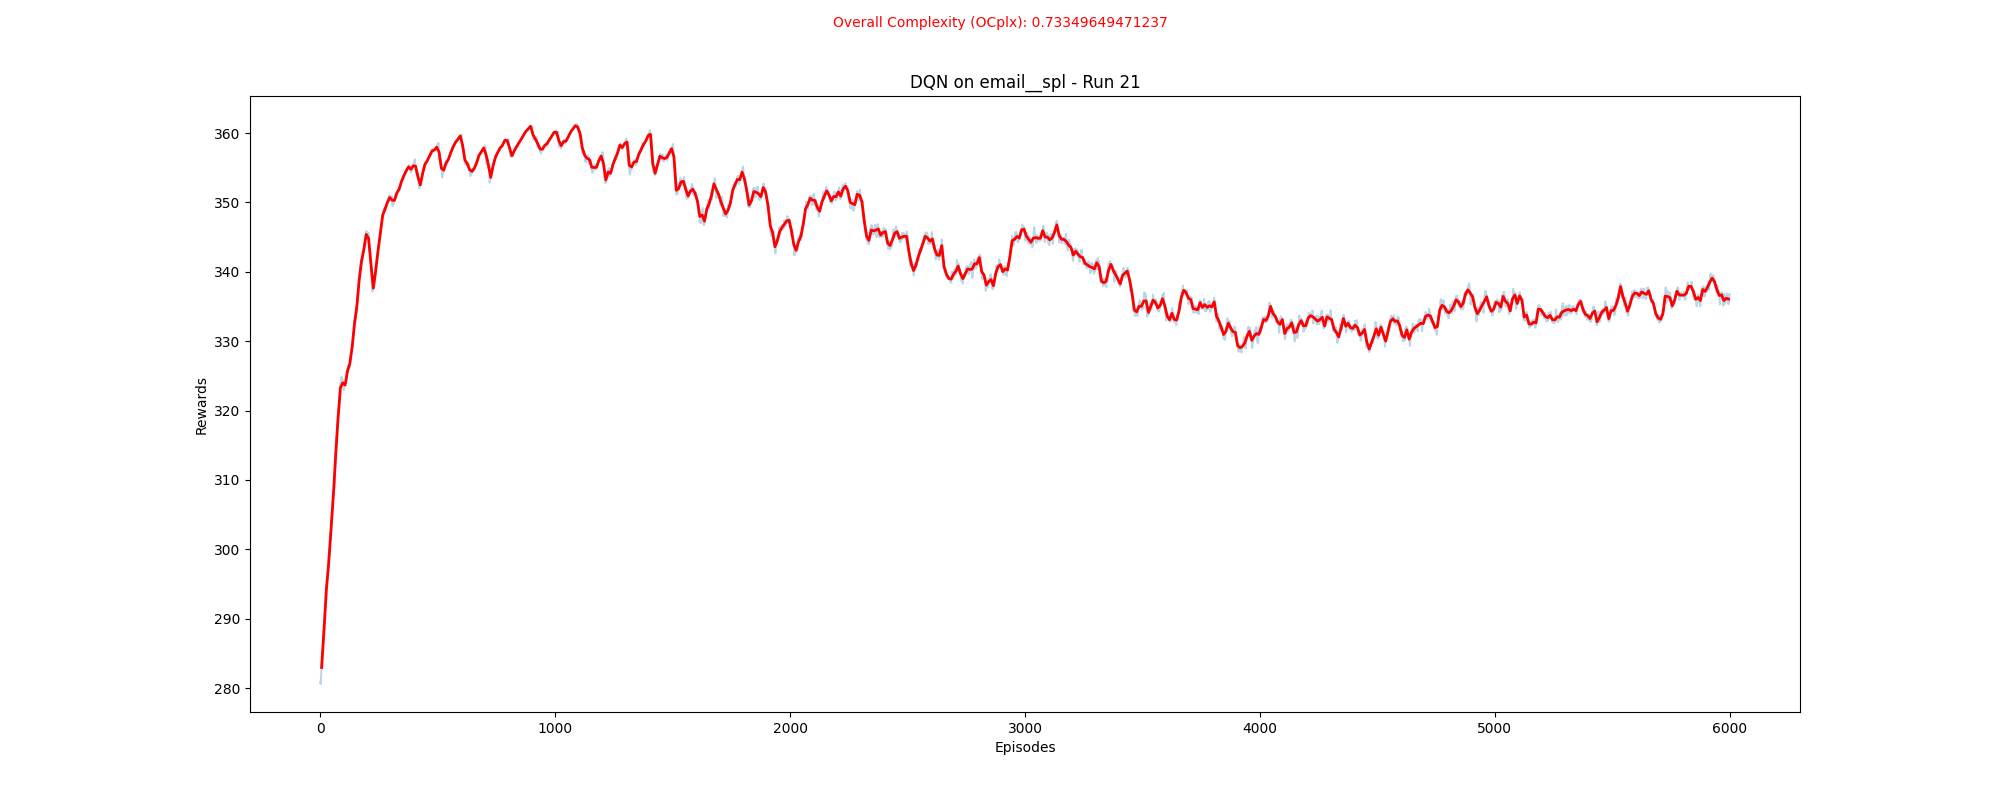 Overall Complexity (OCplx): 0.73349649471237
DQN on email__spl - Run 21
Rewards
360
350
340
330
320
310
300
290
280
0 1000 2000 3000 4000 5000 6000
Episodes